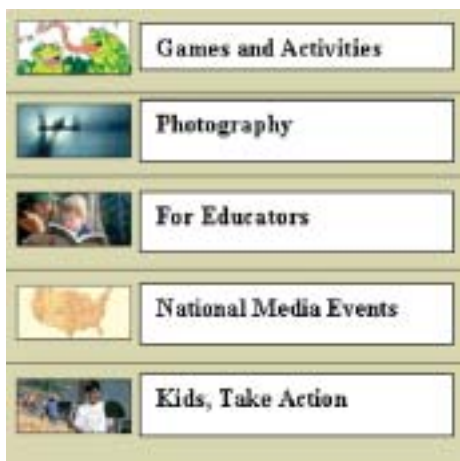 Games and Activities
Photography
For Educators
National Media Events
Kids, Take Action